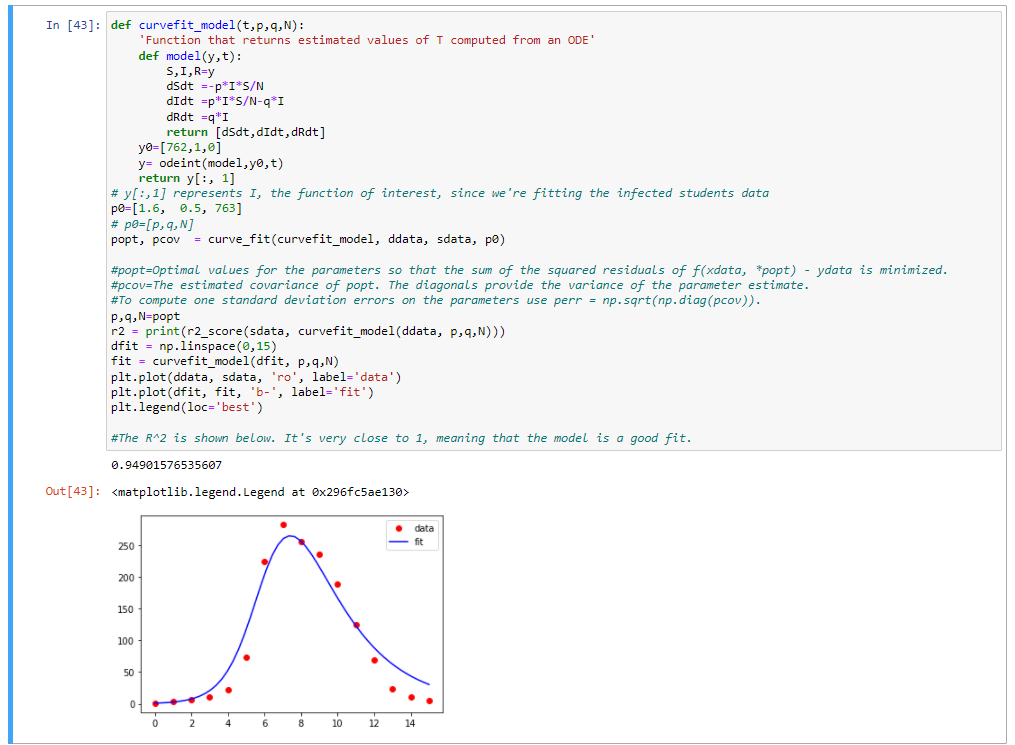 In [43]: def curvefit_model(t,p,q,N):
    'Function that returns estimated values of T computed from an ODE'
    def model(y,t):
        S,I,R=y
        dSdt =-p*I*S/N
        dIdt =p*I*S/N-q*I
        dRdt =q*I
        return [dSdt,dIdt,dRdt]
    y0=[762,1,0]
    y= odeint(model,y0,t)
    return y[:, 1]
# y[:,1] represents I, the function of interest, since we're fitting the infected students data
p0=[1.6,  0.5, 763]
# p0=[p,q,N]
popt, pcov  = curve_fit(curvefit_model, ddata, sdata, p0)

#popt=Optimal values for the parameters so that the sum of the squared residuals of f(xdata, *popt) - ydata is minimized.
#pcov=The estimated covariance of popt. The diagonals provide the variance of the parameter estimate.
#To compute one standard deviation errors on the parameters use perr = np.sqrt(np.diag(pcov)).
p,q,N=popt
r2 = print(r2_score(sdata, curvefit_model(ddata, p,q,N)))
dfit = np.linspace(0,15)
fit = curvefit_model(dfit, p,q,N)
plt.plot(ddata, sdata, 'ro', label='data')
plt.plot(dfit, fit, 'b-', label='fit')
plt.legend(loc='best')

#The R^2 is shown below. It's very close to 1, meaning that the model is a good fit.
0.94901576535607
Out[43]: <matplotlib.legend.Legend at 0x296fc5ae130>
data
fit
250
200
150
100
50
0
0 2 4 6 8 10 12 14